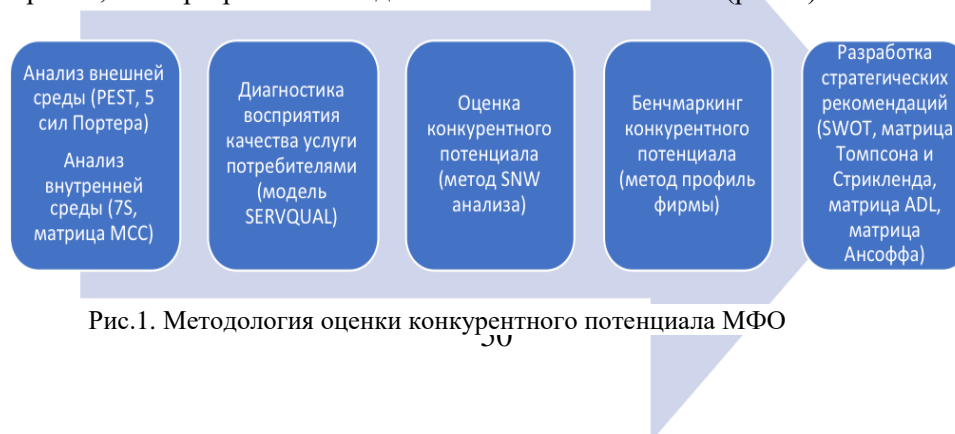 Анализ внешней
среды (PEST, 5
сил Портера)
Анализ
внутренней
среды (7S,
матрица МСС)
Диагностика
восприятия
качества услуги
потребителями
(модель
SERVQUAL)
Оценка
конкурентного
потенциала
(метод SNW
анализа)
Бенчмаркинг
конкурентного
потенциала
(метод профиль
фирмы)
Разработка
стратегических
рекомендаций
(SWOT, матрица
Томпсона и
Стрикленда,
матрица ADL,
матрица
Ансоффа)
Рис.1. Методология оценки конкурентного потенциала МФО